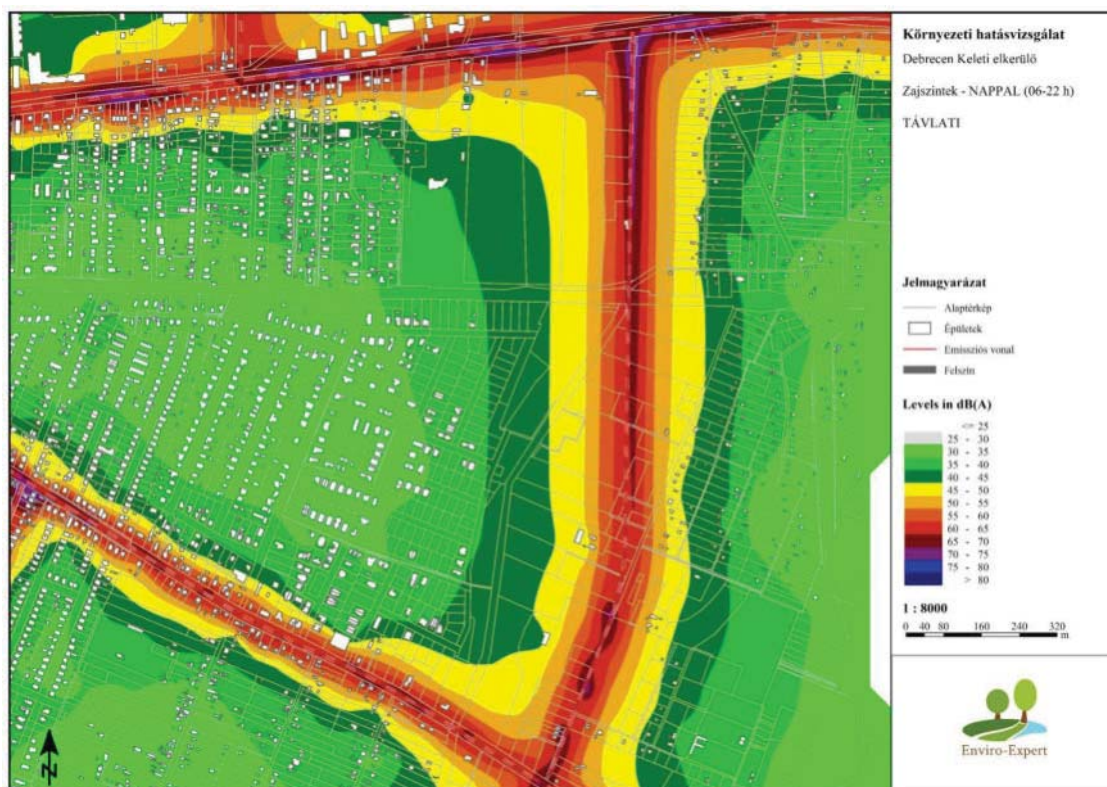 Környezeti hatásvizsgálat
Debrecen Keleti elkerülő
Zajszintek - NAPPAL (06-22 h)
TÁVLATI
Jelmagyarázat
Alaptérkép
Épületek
Emissziós vonal
Felszín
Levels in dB(A)
<= 25
25 - 30
30 - 35
35 - 40
40 - 45
45 - 50
50 - 55
55 - 60
60 - 65
65 - 70
70 - 75
75 - 80
> 80
1 : 8000
0 40 80 160 240 320
m
Enviro-Expert
N